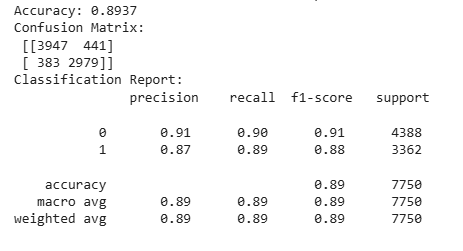 Accuracy: 0.8937
Confusion Matrix:
[[3947 441]
[ 383 2979]]
Classification Report:
precision recall f1-score support
0 0.91 0.90 0.91 4388
1 0.87 0.89 0.88 3362
accuracy 0.89 7750
macro avg 0.89 0.89 0.89 7750
weighted avg 0.89 0.89 0.89 7750